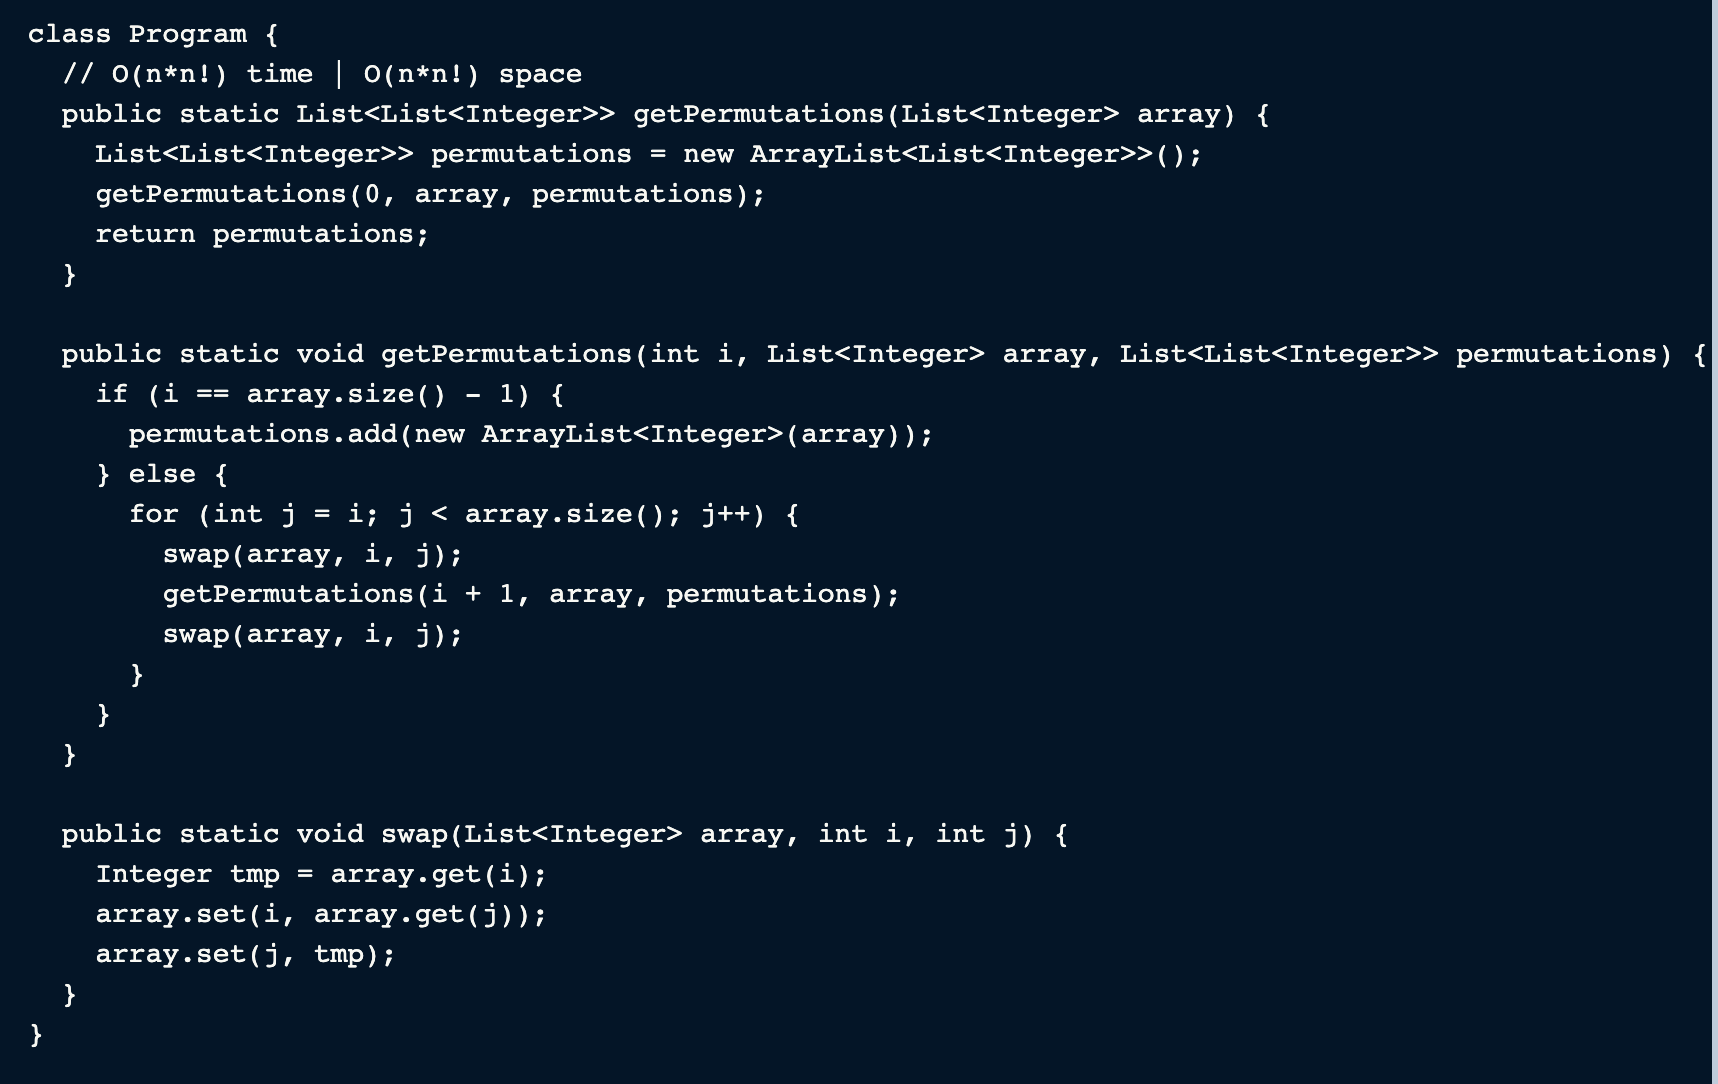 class Program {
  // O(n*n!) time | O(n*n!) space
  public static List<List<Integer>> getPermutations(List<Integer> array) {
    List<List<Integer>> permutations = new ArrayList<List<Integer>>();
    getPermutations(0, array, permutations);
    return permutations;
  }

  public static void getPermutations(int i, List<Integer> array, List<List<Integer>> permutations) {
    if (i == array.size() - 1) {
      permutations.add(new ArrayList<Integer>(array));
    } else {
      for (int j = i; j < array.size(); j++) {
        swap(array, i, j);
        getPermutations(i + 1, array, permutations);
        swap(array, i, j);
      }
    }
  }

  public static void swap(List<Integer> array, int i, int j) {
    Integer tmp = array.get(i);
    array.set(i, array.get(j));
    array.set(j, tmp);
  }
}